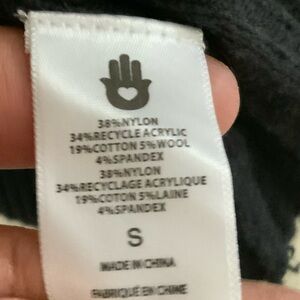 38%NYLON
34%RECYCLE ACRYLIC
19%COTTON 5%WOOL
4%SPANDEX
38%NYLON
34%RECYCLAGE ACRYLIQUE
19%COTON 5%LAINE
4%SPANDEX
S
MADE IN CHINA
FABRIQUÉ EN CHINE